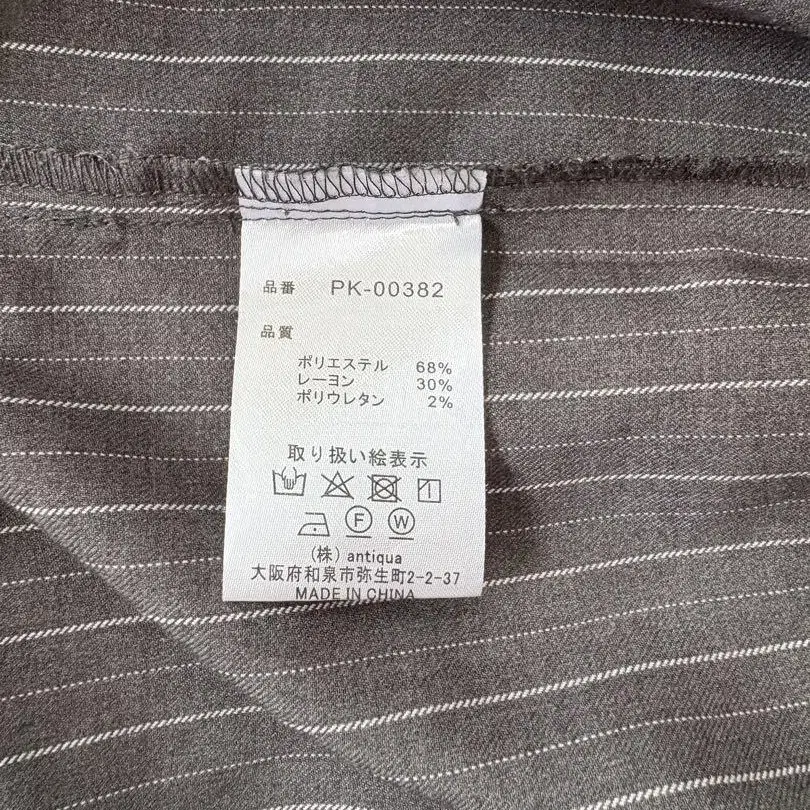 品番 PK-00382
品質
ポリエステル 68%
レーヨン 30%
ポリウレタン 2%
取り扱い絵表示
F W
(株) antiqua
大阪府和泉市弥生町2-2-37
MADE IN CHINA